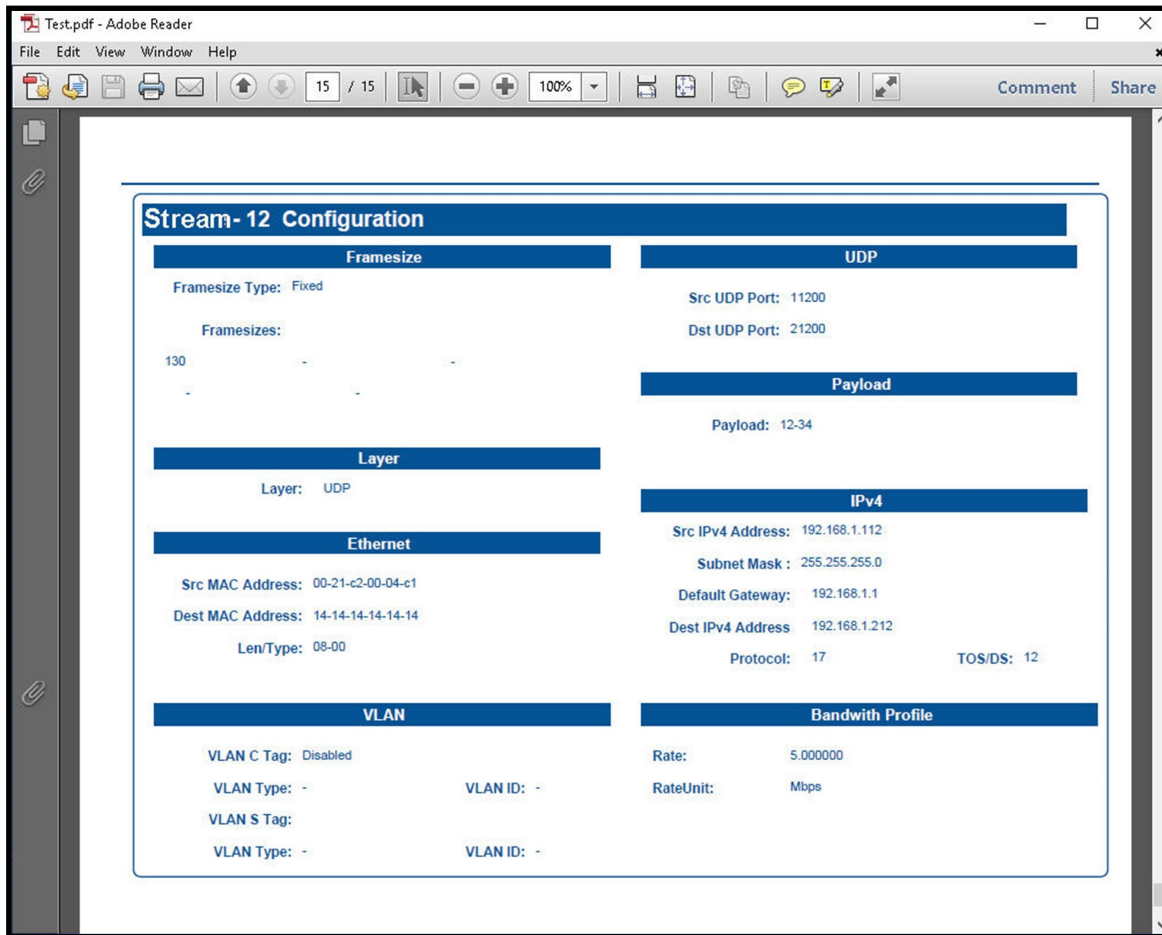 Test.pdf - Adobe Reader
File Edit View Window Help
15 / 15 100% Comment Share
Stream- 12 Configuration
Framesize
Framesize Type: Fixed
Framesizes:
130 - -
- -
Layer
Layer: UDP
Ethernet
Src MAC Address: 00-21-c2-00-04-c1
Dest MAC Address: 14-14-14-14-14-14
Len/Type: 08-00
VLAN
VLAN C Tag: Disabled
VLAN Type: - VLAN ID: -
VLAN S Tag:
VLAN Type: - VLAN ID: -
UDP
Src UDP Port: 11200
Dst UDP Port: 21200
Payload
Payload: 12-34
IPv4
Src IPv4 Address: 192.168.1.112
Subnet Mask : 255.255.255.0
Default Gateway: 192.168.1.1
Dest IPv4 Address 192.168.1.212
Protocol: 17 TOS/DS: 12
Bandwith Profile
Rate: 5.000000
RateUnit: Mbps